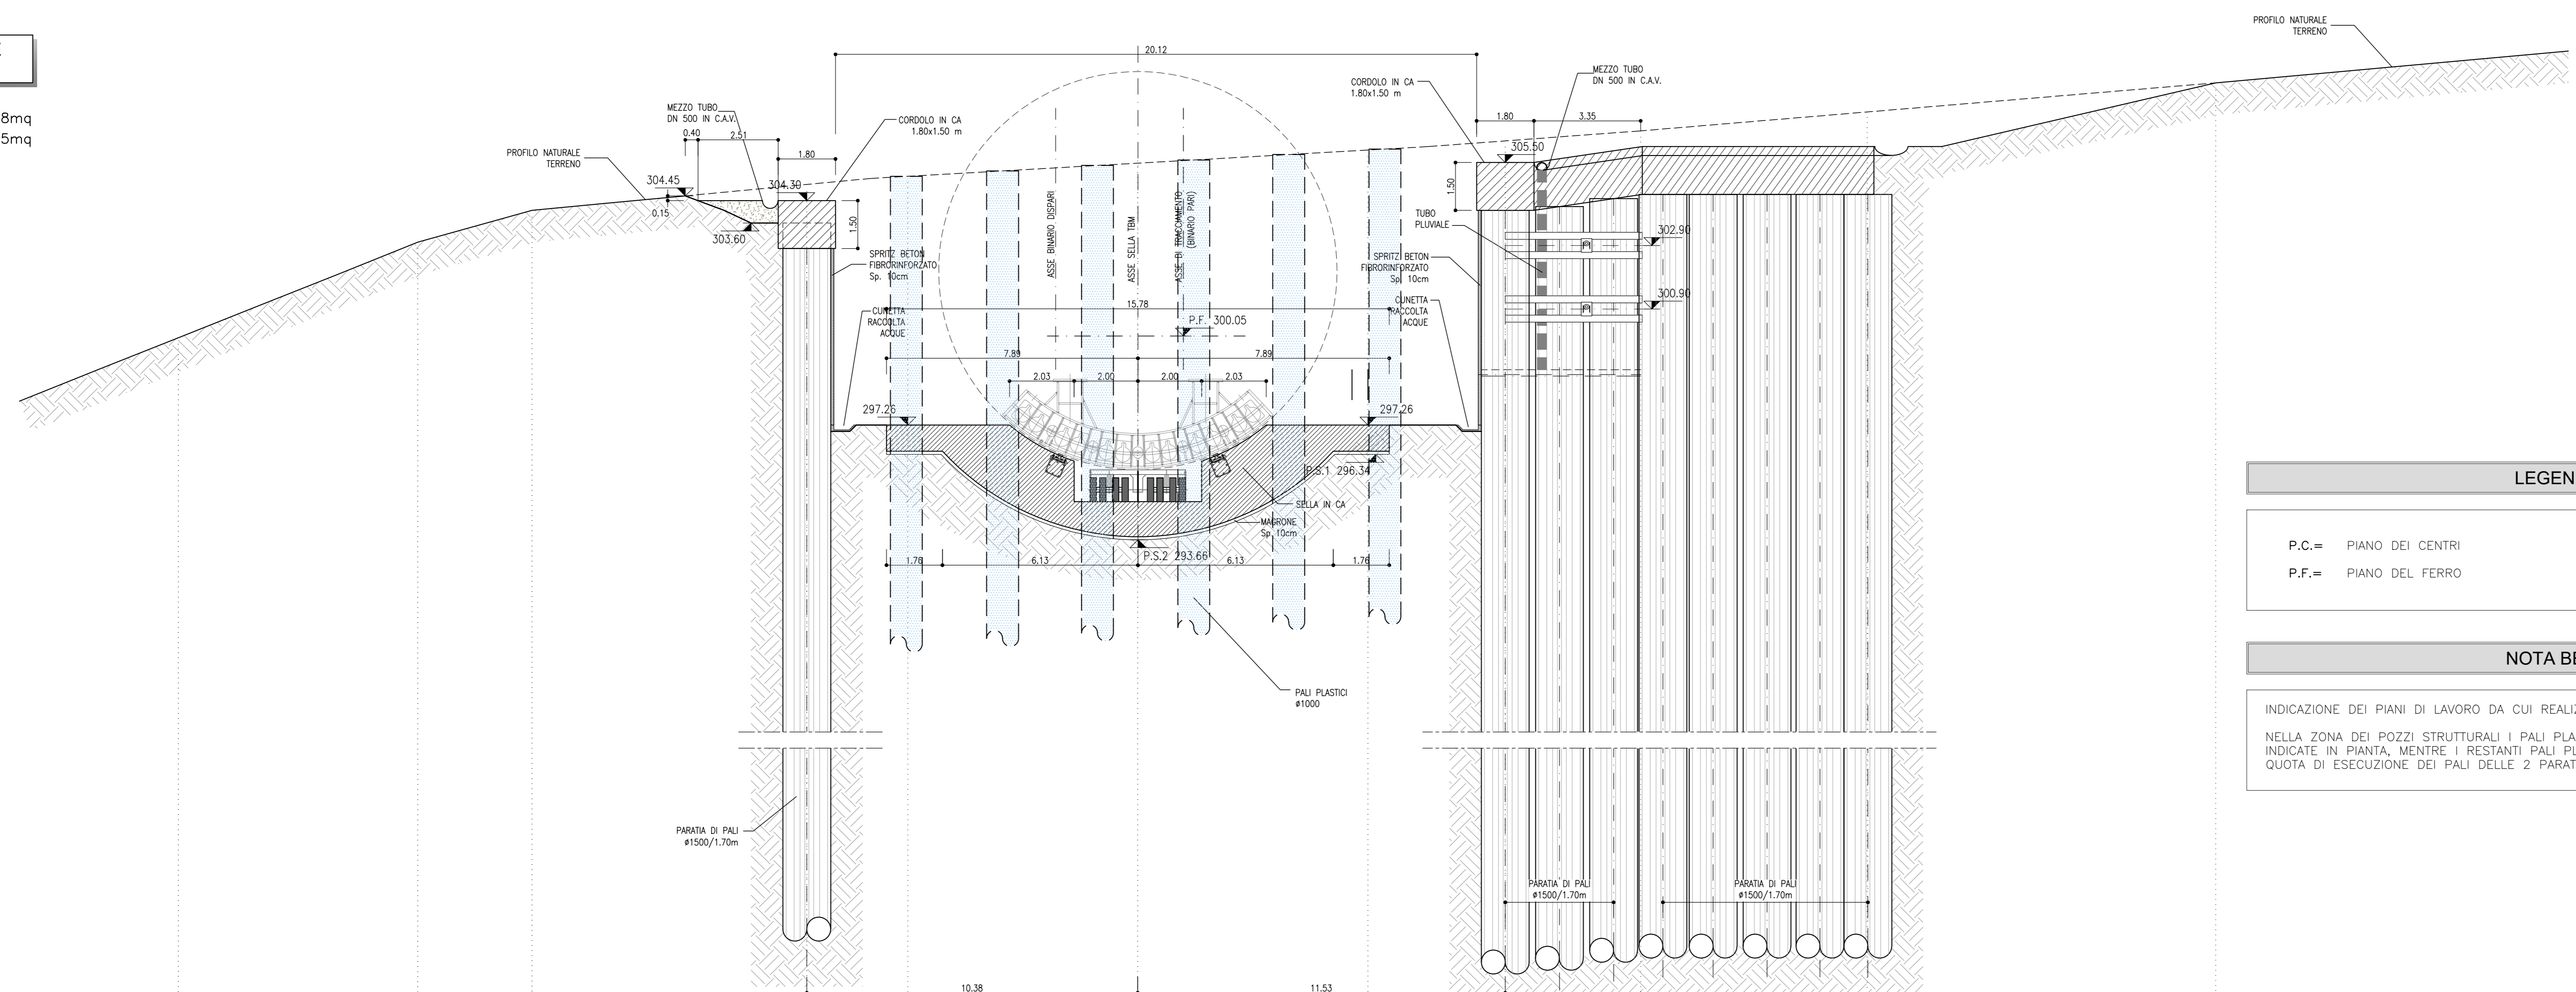 PROFILO NATURALE
TERRENO
8mq
5mq
20.12
MEZZO TUBO
DN 500 IN C.A.V.
CORDOLO IN CA
1.80x1.50 m
MEZZO TUBO
DN 500 IN C.A.V.
0.40
2.51
CORDOLO IN CA
1.80x1.50 m
1.80
3.35
PROFILO NATURALE
TERRENO
1.80
305.50
304.45
304.30
0.15
303.60
1.50
1.50
ASSE BINARIO DISPARI
ASSE SELLA TBM
ASSE DI TRACCIAMENTO
(BINARIO PARI)
TUBO
PLUVIALE
302.90
SPRITZ BETON
FIBRORINFORZATO
Sp. 10cm
SPRITZ BETON
FIBRORINFORZATO
Sp. 10cm
300.90
15.78
CUNETTA
RACCOLTA
ACQUE
P.F. 300.05
CUNETTA
RACCOLTA
ACQUE
7.89
7.89
2.03
2.00
2.00
2.03
297.26
297.26
P.S.1 296.34
SELLA IN CA
MAGRONE
Sp. 10cm
P.S.2 293.66
1.76
6.13
6.13
1.76
PALI PLASTICI
ø1000
PARATIA DI PALI
ø1500/1.70m
PARATIA DI PALI
ø1500/1.70m
PARATIA DI PALI
ø1500/1.70m
10.38
11.53
LEGEN
P.C.= PIANO DEI CENTRI
P.F.= PIANO DEL FERRO
NOTA BE
INDICAZIONE DEI PIANI DI LAVORO DA CUI REALIZ
NELLA ZONA DEI POZZI STRUTTURALI I PALI PLA
INDICATE IN PIANTA, MENTRE I RESTANTI PALI PL
QUOTA DI ESECUZIONE DEI PALI DELLE 2 PARAT